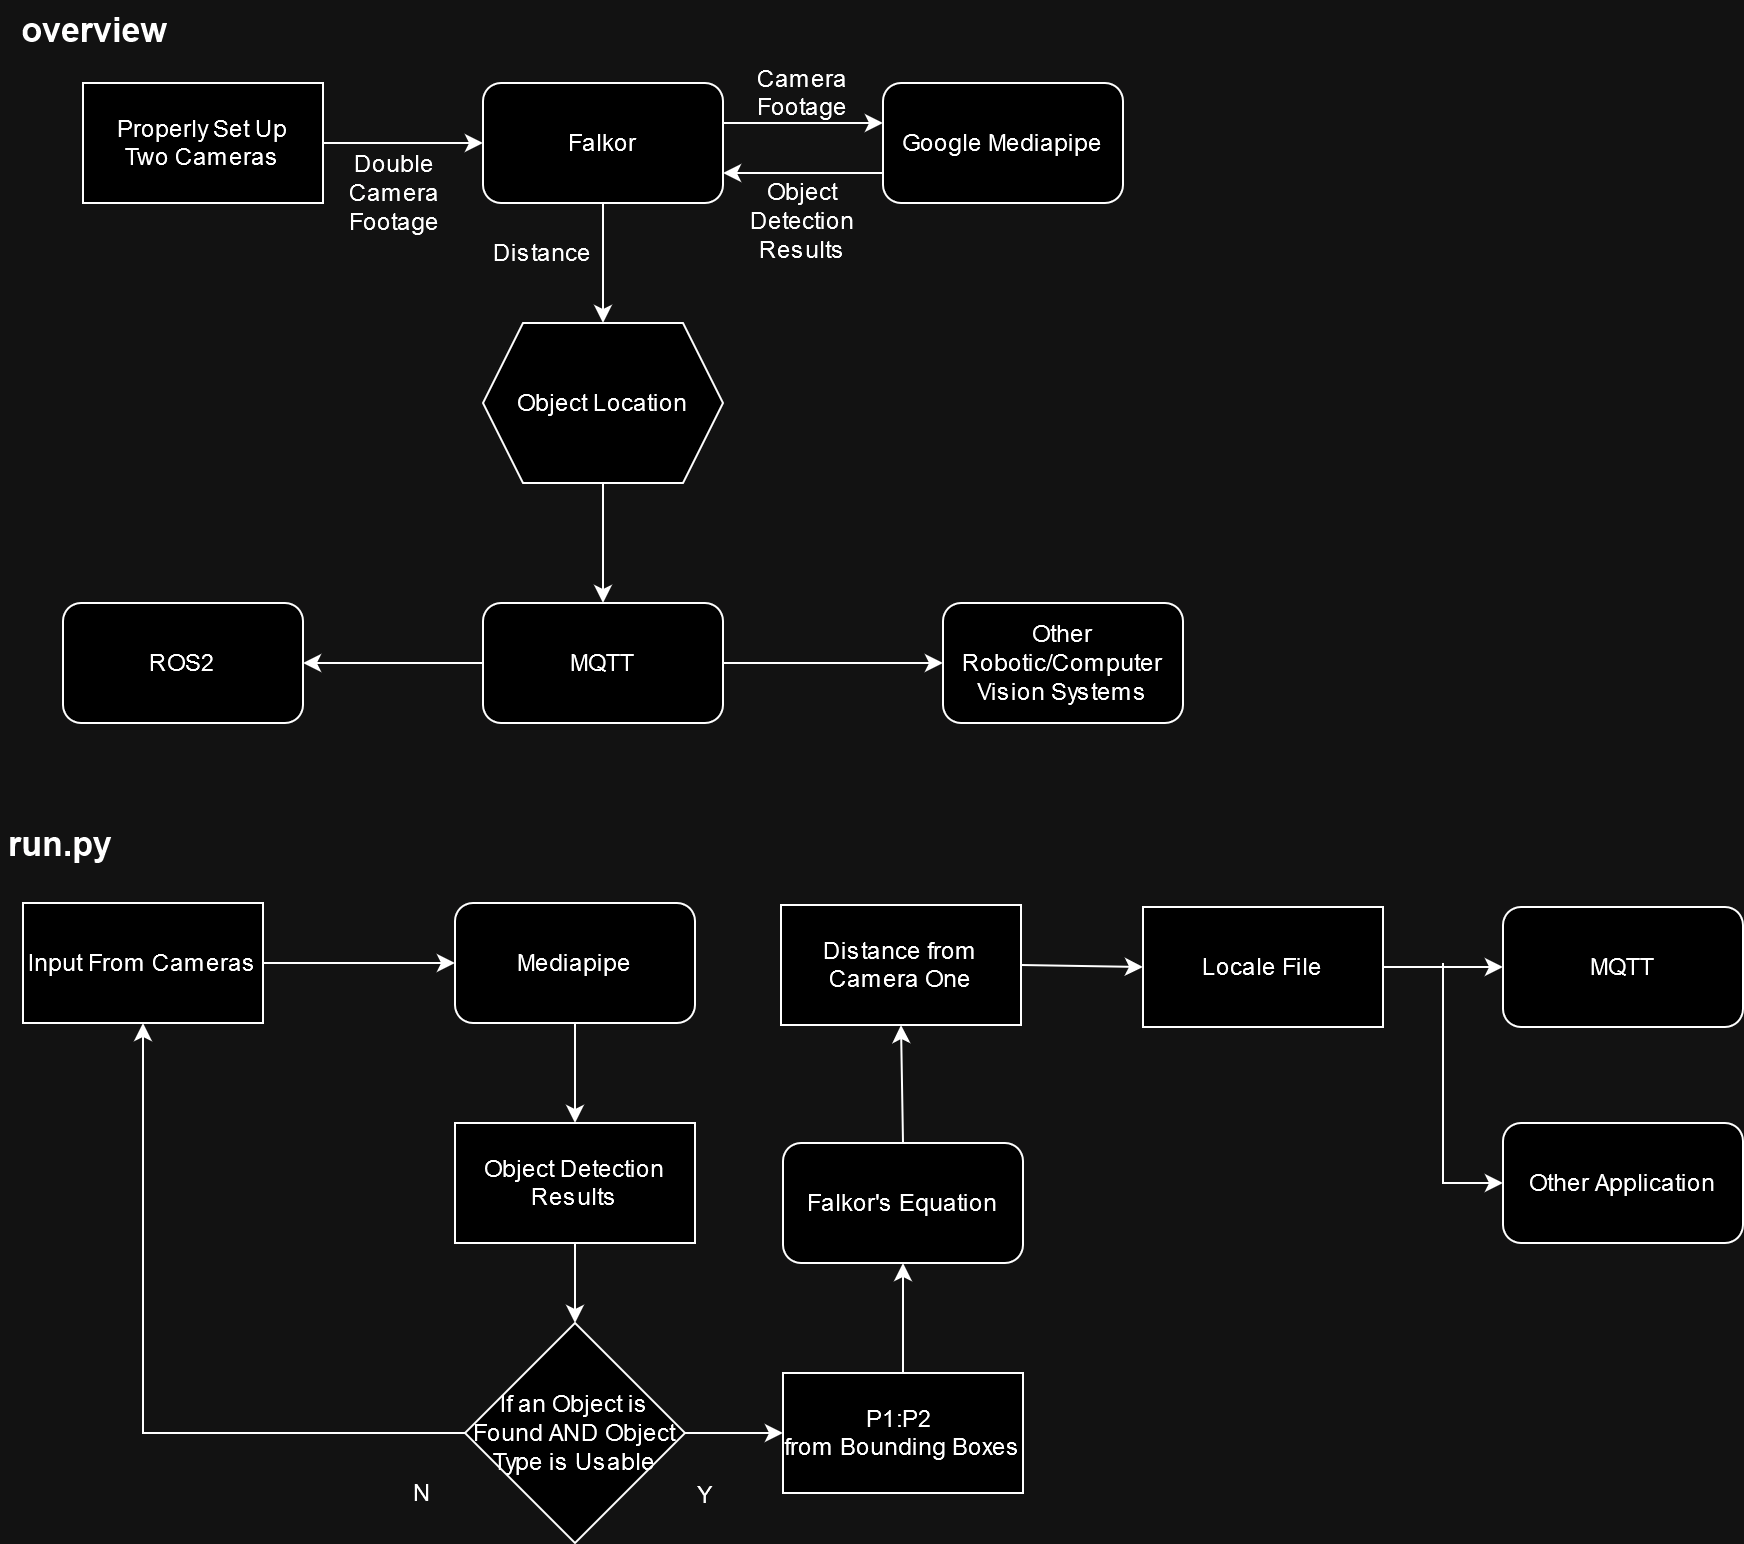 overview
Properly Set Up
Two Cameras
Double
Camera
Footage
Falkor
Camera
Footage
Google Mediapipe
Object
Detection
Results
Distance
Object Location
ROS2
MQTT
Other
Robotic/Computer
Vision Systems
run.py
Input From Cameras
Mediapipe
Distance from
Camera One
Locale File
MQTT
Object Detection
Results
Falkor's Equation
Other Application
If an Object is
Found AND Object
Type is Usable
N
Y
P1:P2
from Bounding Boxes